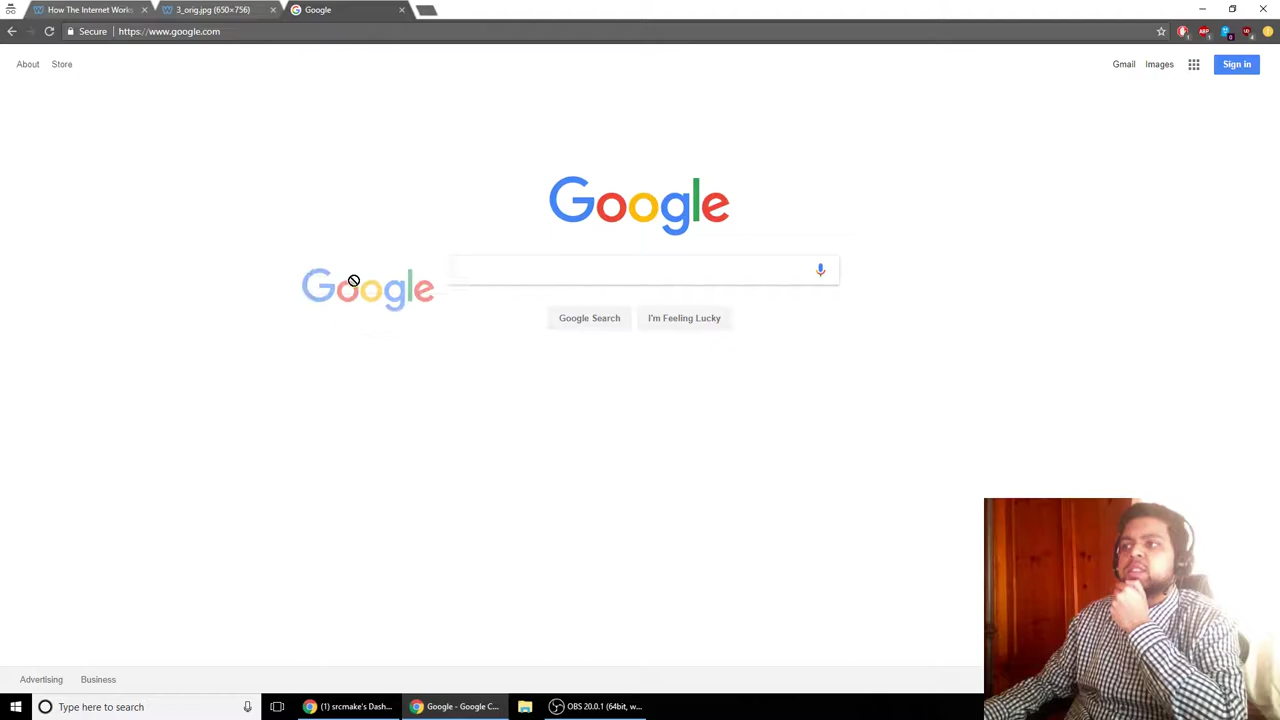 How The Internet Work
3_orig.jpg (650×756)
Google
Secure
https://www.google.com
ABP
About
Store
Gmail
Images
Sign in
Google
Google
Google Search
I'm Feeling Lucky
Advertising
Business
Type here to search
(1) srcmake's Dash...
Google - Google C...
OBS 20.0.1 (64bit, w...